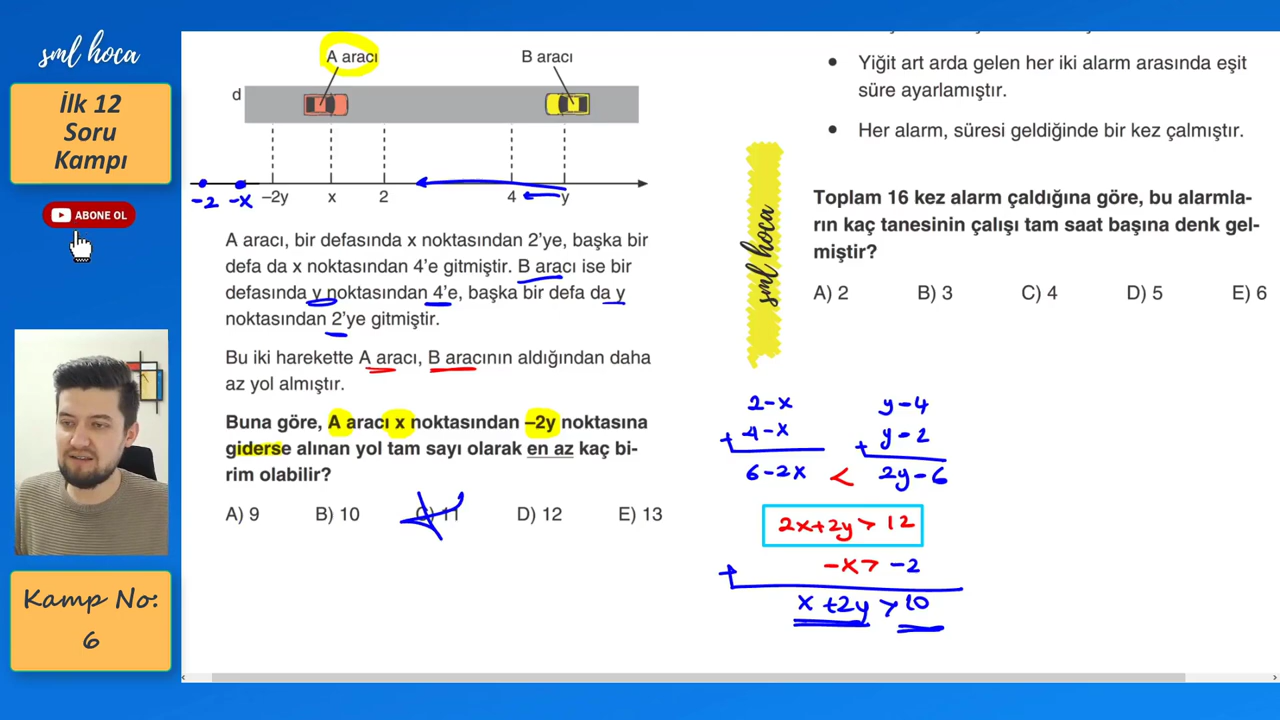 sml hoca
İlk 12
Soru
Kampı
ABONE OL
Kamp No:
6
A aracı
B aracı
d
-2
-x
–2y
x
2
4
y
A aracı, bir defasında x noktasından 2'ye, başka bir
defa da x noktasından 4'e gitmiştir. B aracı ise bir
defasında y noktasından 4'e, başka bir defa da y
noktasından 2'ye gitmiştir.
Bu iki harekette A aracı, B aracının aldığından daha
az yol almıştır.
Buna göre, A aracı x noktasından –2y noktasına
giderse alınan yol tam sayı olarak en az kaç bi-
rim olabilir?
A) 9
B) 10
C) 11
D) 12
E) 13
Yiğit art arda gelen her iki alarm arasında eşit
süre ayarlamıştır.
Her alarm, süresi geldiğinde bir kez çalmıştır.
sml hoca
Toplam 16 kez alarm çaldığına göre, bu alarmla-
rın kaç tanesinin çalışı tam saat başına denk gel-
miştir?
A) 2
B) 3
C) 4
D) 5
E) 6
2-x
+ 4-x
6-2x
<
y-4
+ y-2
2y-6
2x+2y > 12
+ -x > -2
x+2y > 10